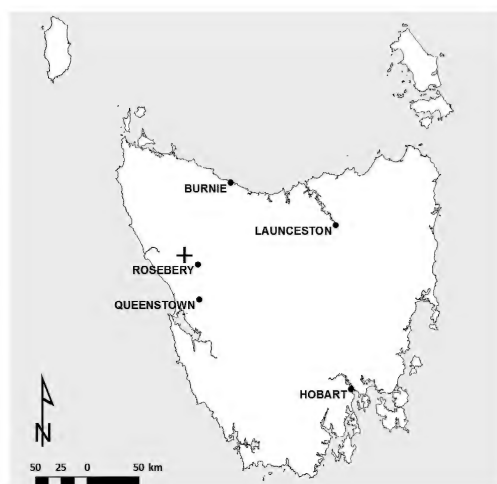 BURNIE
LAUNCESTON
ROSEBERY
QUEENSTOWN
HOBART
N
50 25 0 50 km